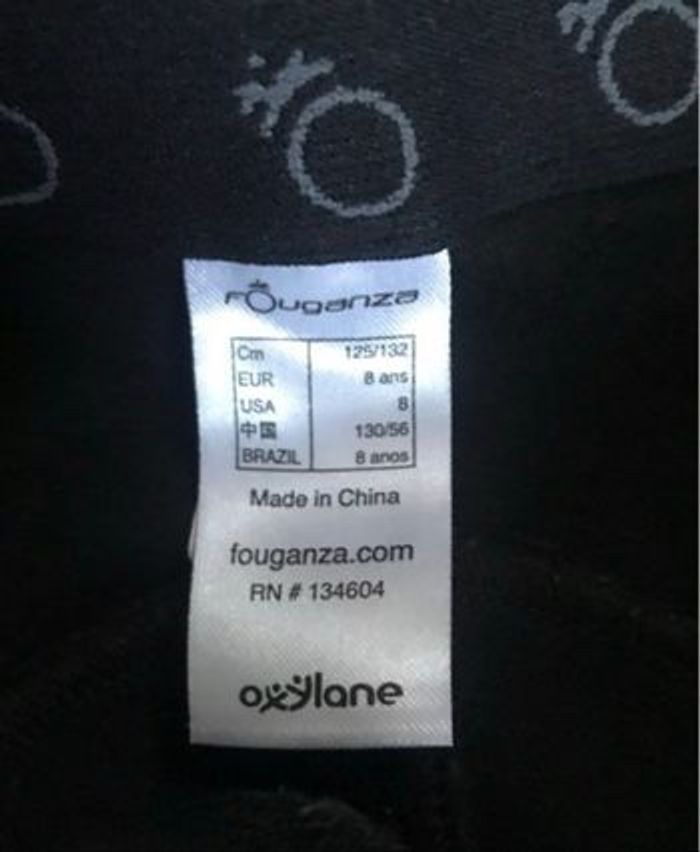 fouganza
Cm 125/132
EUR 8 ans
USA 8
中国 130/56
BRAZIL 8 anos
Made in China
fouganza.com
RN # 134604
oxylane